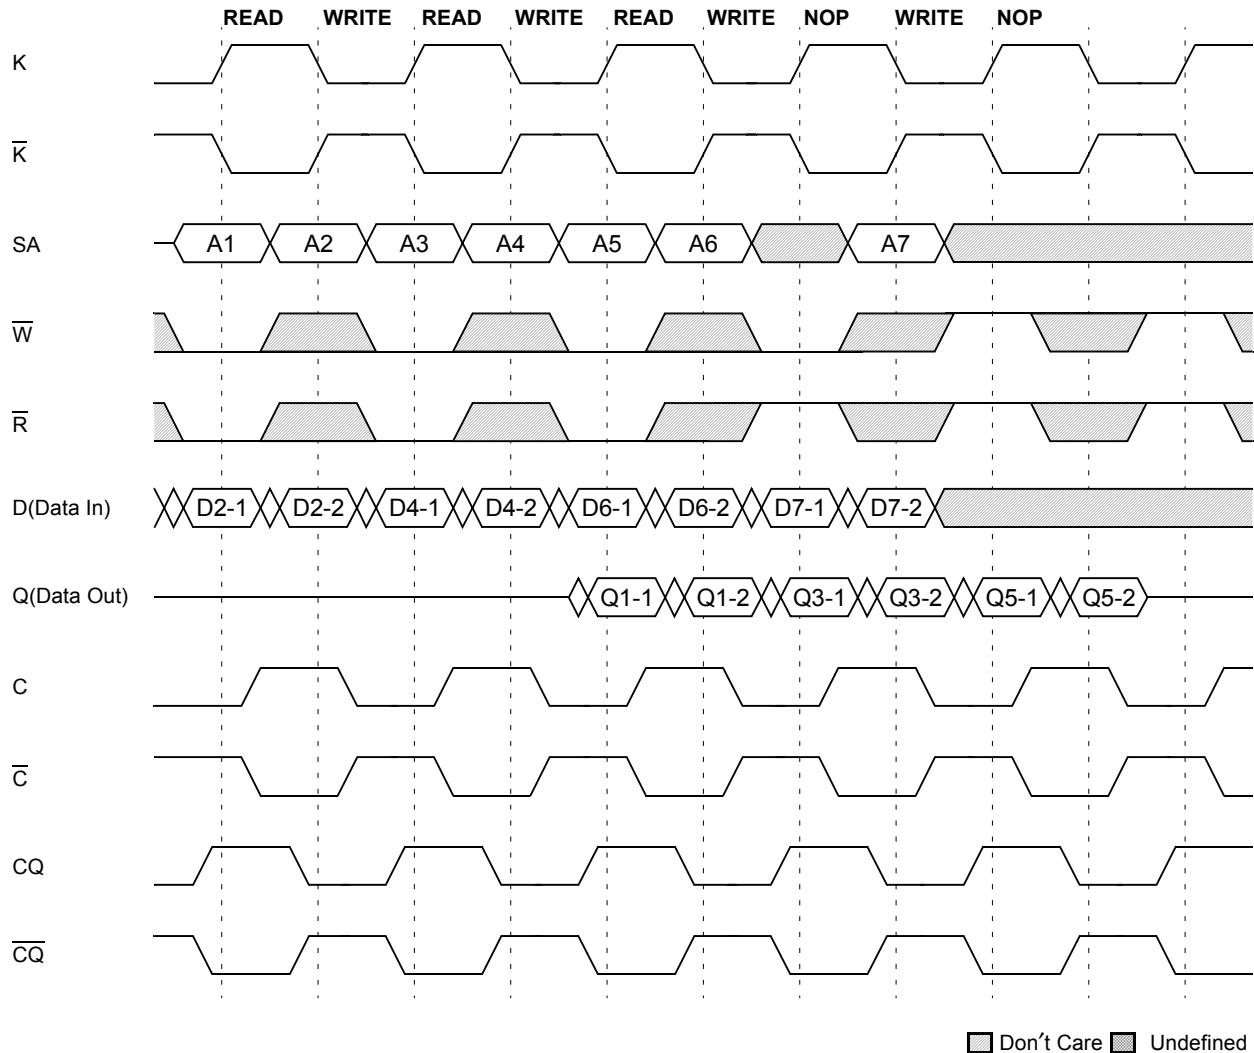 READ WRITE READ WRITE READ WRITE NOP WRITE NOP
K
K̅
SA A1 A2 A3 A4 A5 A6 A7
W̅
R̅
D(Data In) D2-1 D2-2 D4-1 D4-2 D6-1 D6-2 D7-1 D7-2
Q(Data Out) Q1-1 Q1-2 Q3-1 Q3-2 Q5-1 Q5-2
C
C̅
CQ
C̅Q̅
Don′t Care Undefined